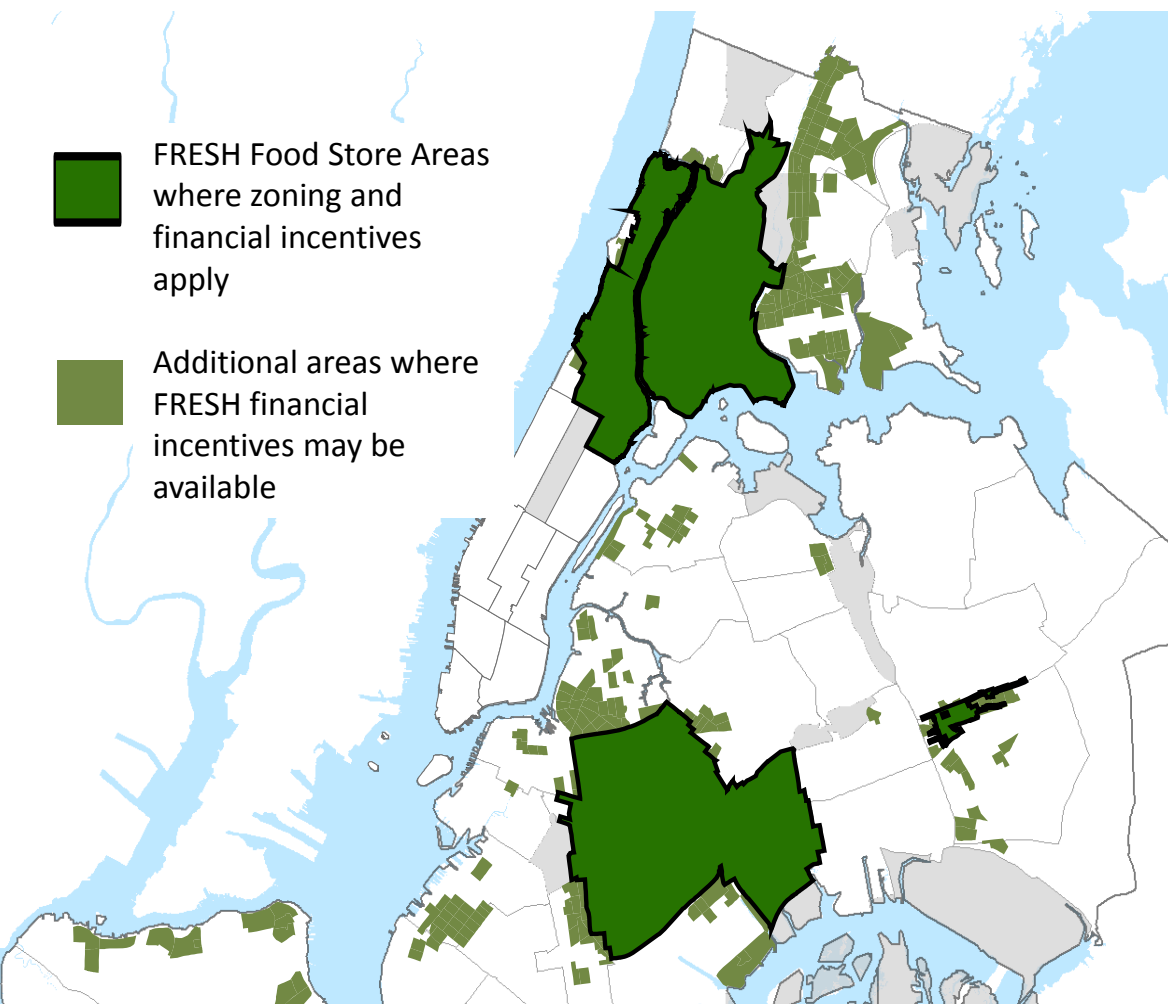 FRESH Food Store Areas
where zoning and
financial incentives
apply
Additional areas where
FRESH financial
incentives may be
available